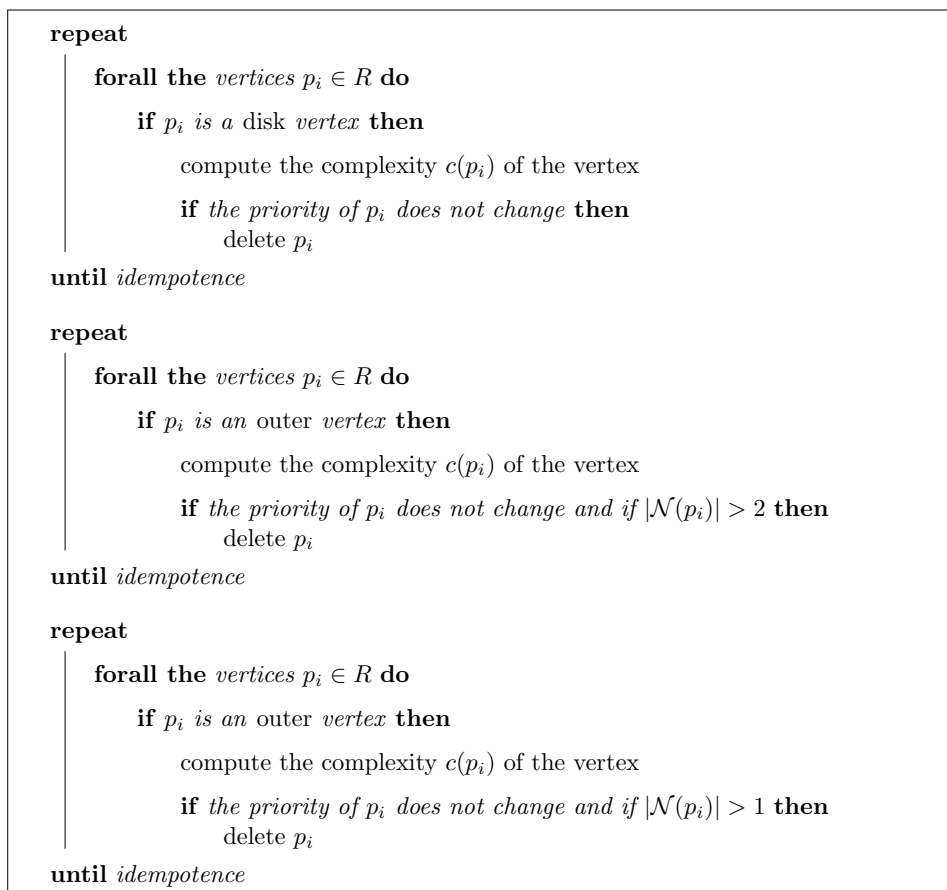 repeat
forall the vertices p_i ∈ R do
if p_i is a disk vertex then
compute the complexity c(p_i) of the vertex
if the priority of p_i does not change then
delete p_i
until idempotence
repeat
forall the vertices p_i ∈ R do
if p_i is an outer vertex then
compute the complexity c(p_i) of the vertex
if the priority of p_i does not change and if |𝒩(p_i)| > 2 then
delete p_i
until idempotence
repeat
forall the vertices p_i ∈ R do
if p_i is an outer vertex then
compute the complexity c(p_i) of the vertex
if the priority of p_i does not change and if |𝒩(p_i)| > 1 then
delete p_i
until idempotence